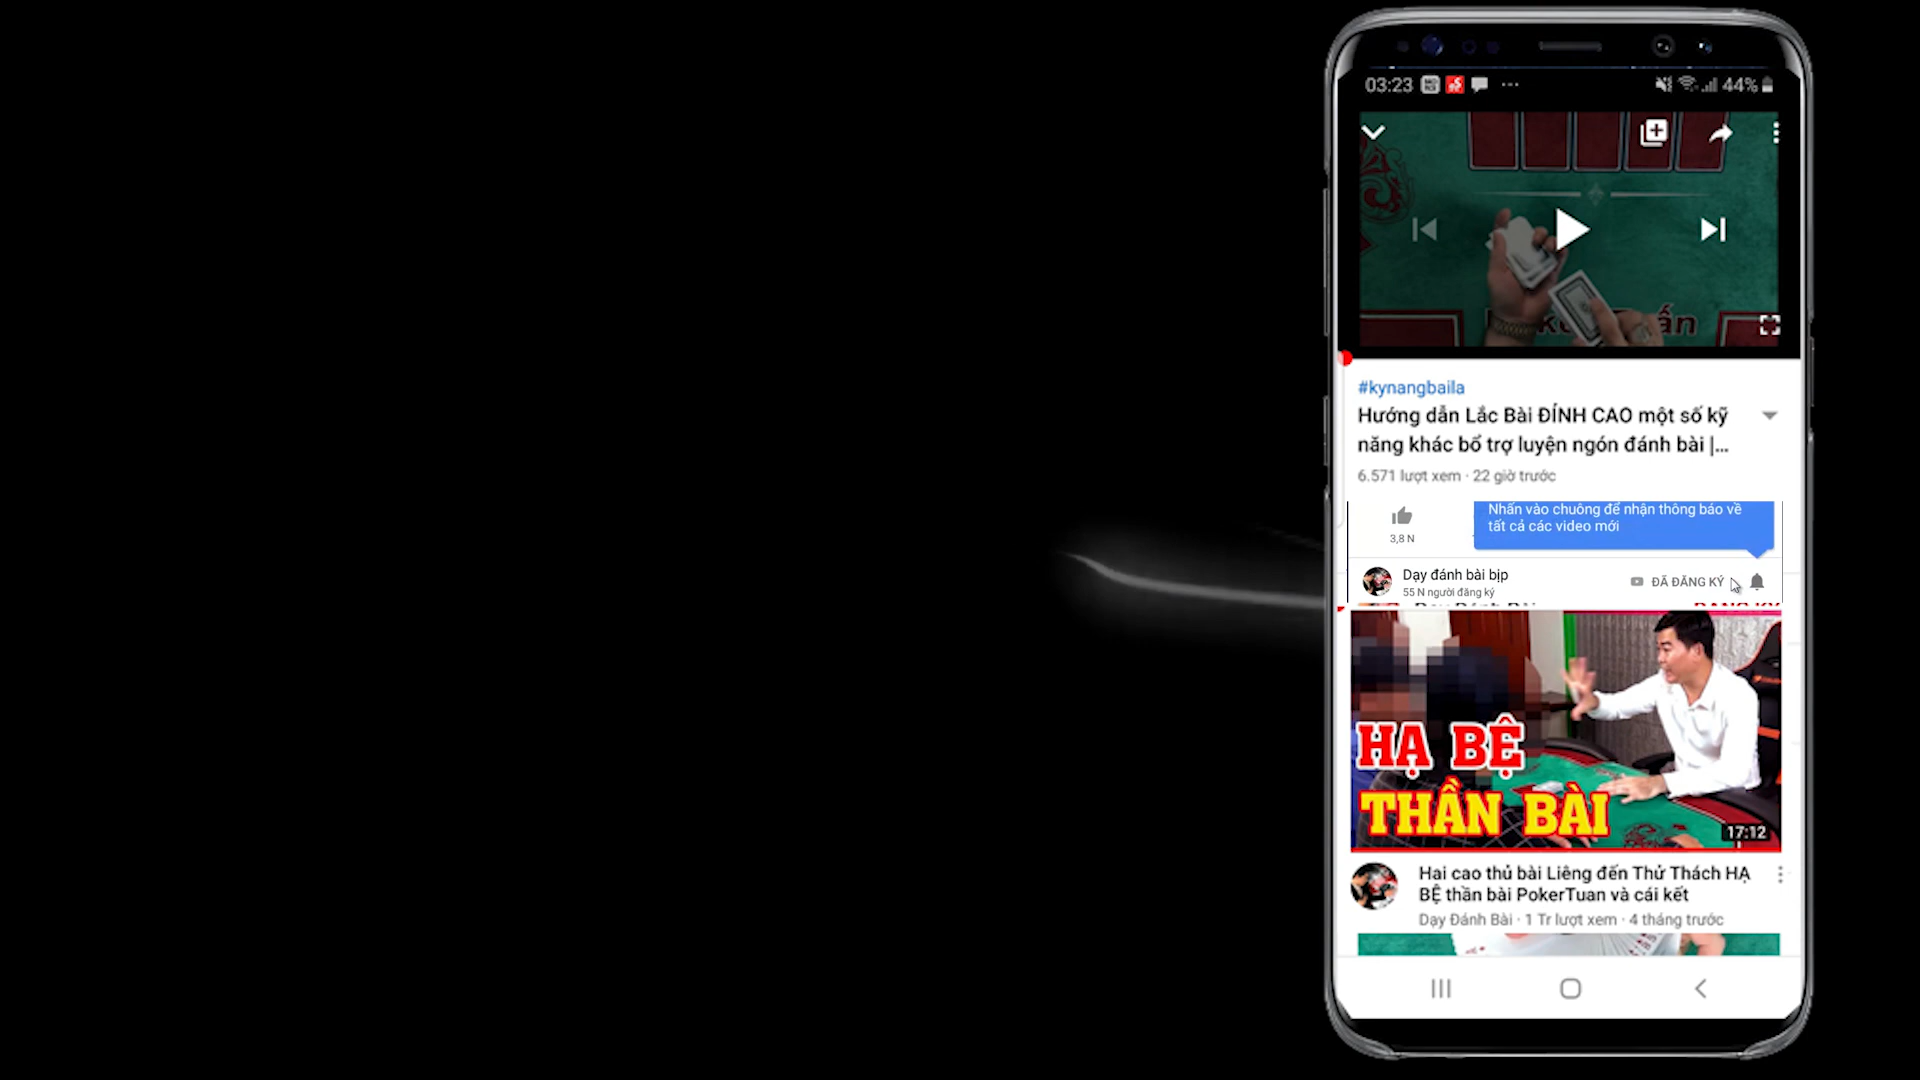 03:23
44%
#kynangbaila
Hướng dẫn Lắc Bài ĐỈNH CAO một số kỹ
năng khác bổ trợ luyện ngón đánh bài |...
6.571 lượt xem · 22 giờ trước
Nhấn vào chuông để nhận thông báo về
tất cả các video mới
3,8 N
Dạy đánh bài bịp
55 N người đăng ký
ĐÃ ĐĂNG KÝ
HẠ BỆ
THẦN BÀI
17:12
Hai cao thủ bài Liêng đến Thử Thách HẠ
BỆ thần bài PokerTuan và cái kết
Dạy Đánh Bài · 1 Tr lượt xem · 4 tháng trước